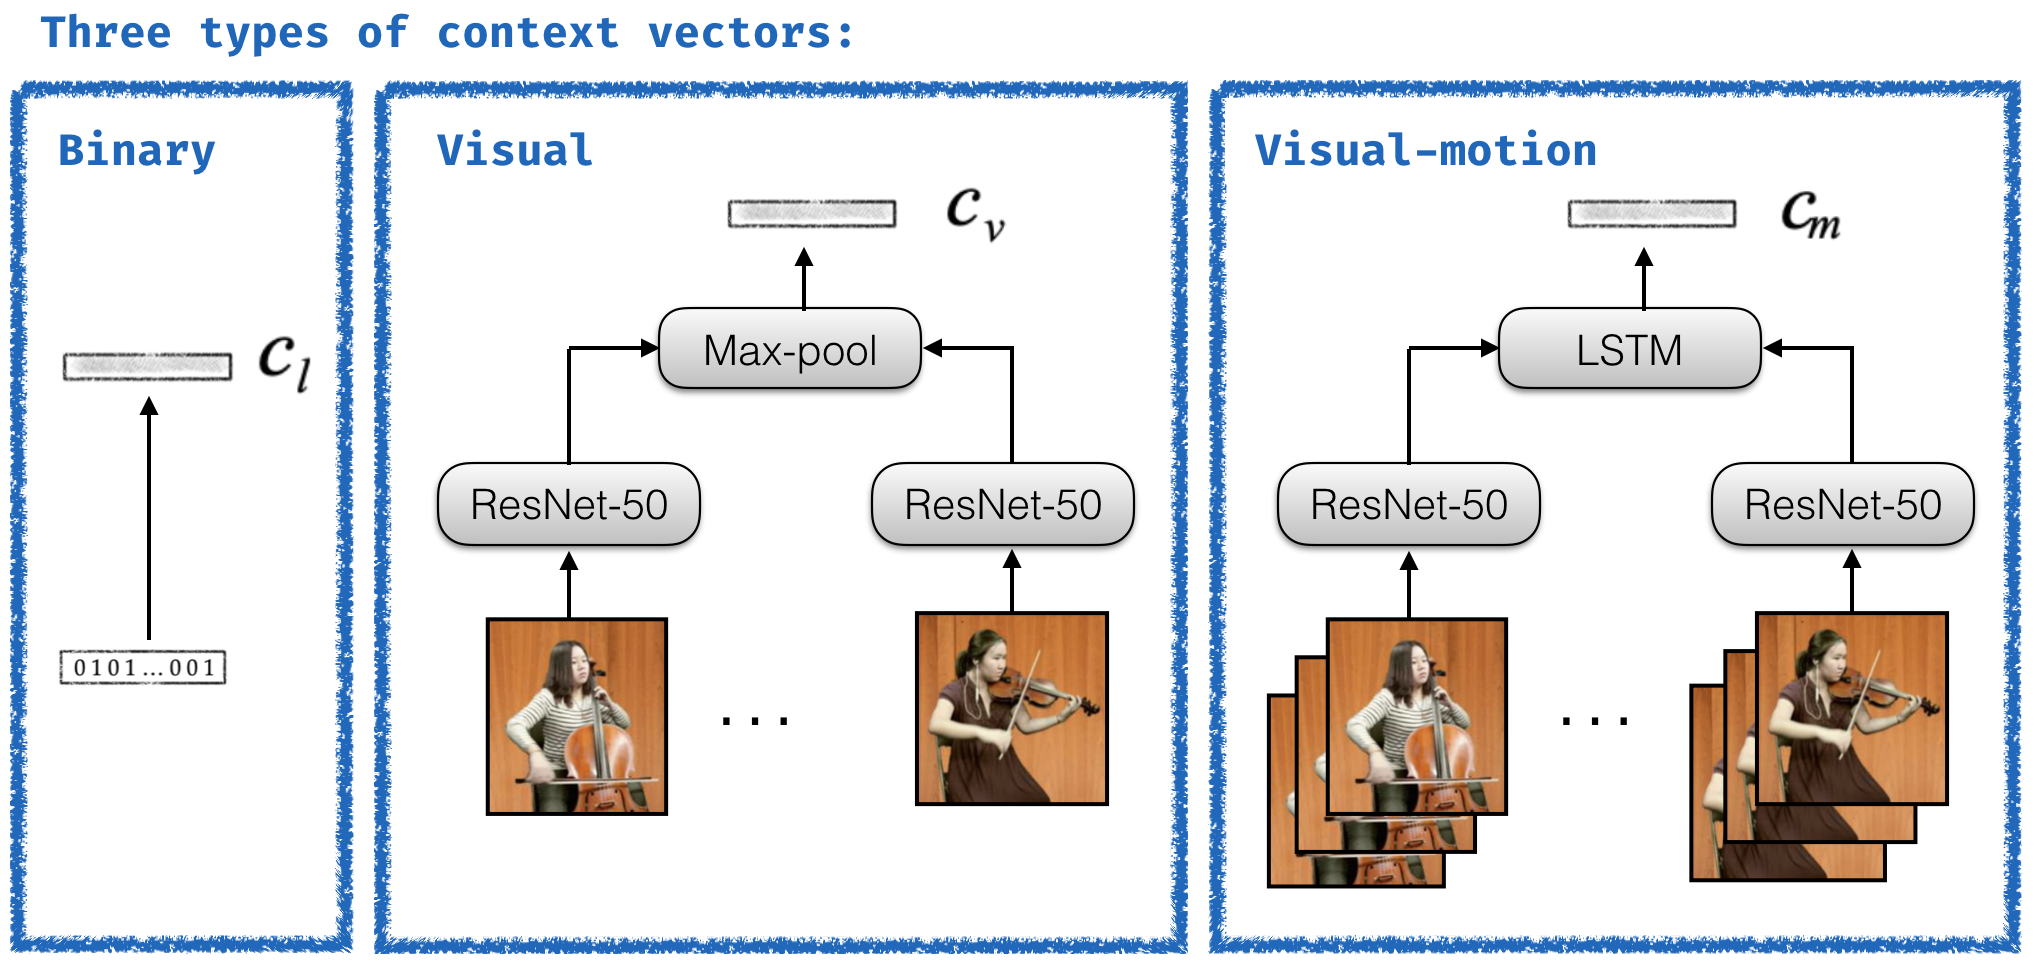 Three types of context vectors:
Binary
c_l
0101...001
Visual
c_v
Max-pool
ResNet-50
ResNet-50
...
Visual-motion
c_m
LSTM
ResNet-50
ResNet-50
...